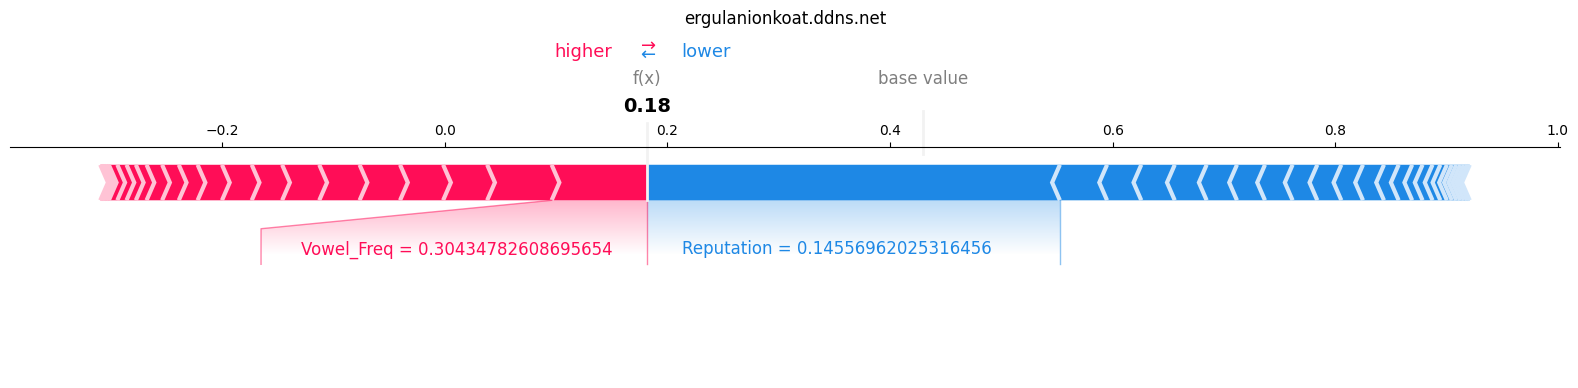 ergulanionkoat.ddns.net
higher ⇄ lower
f(x) base value
0.18
−0.2 0.0 0.2 0.4 0.6 0.8 1.0
Vowel_Freq = 0.30434782608695654 Reputation = 0.14556962025316456